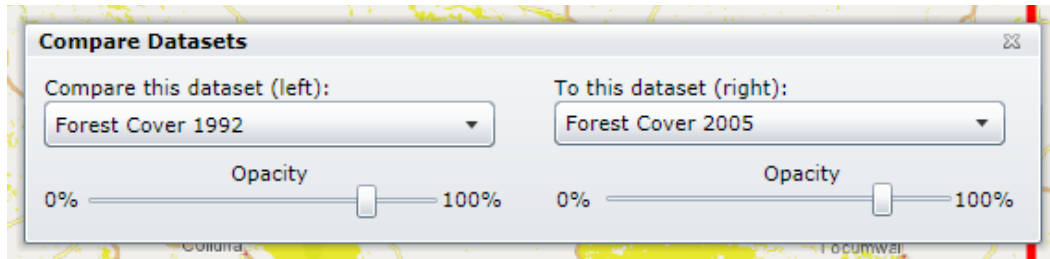 Compare Datasets
Compare this dataset (left):
To this dataset (right):
Forest Cover 1992
Forest Cover 2005
Opacity
Opacity
0%
100%
0%
100%